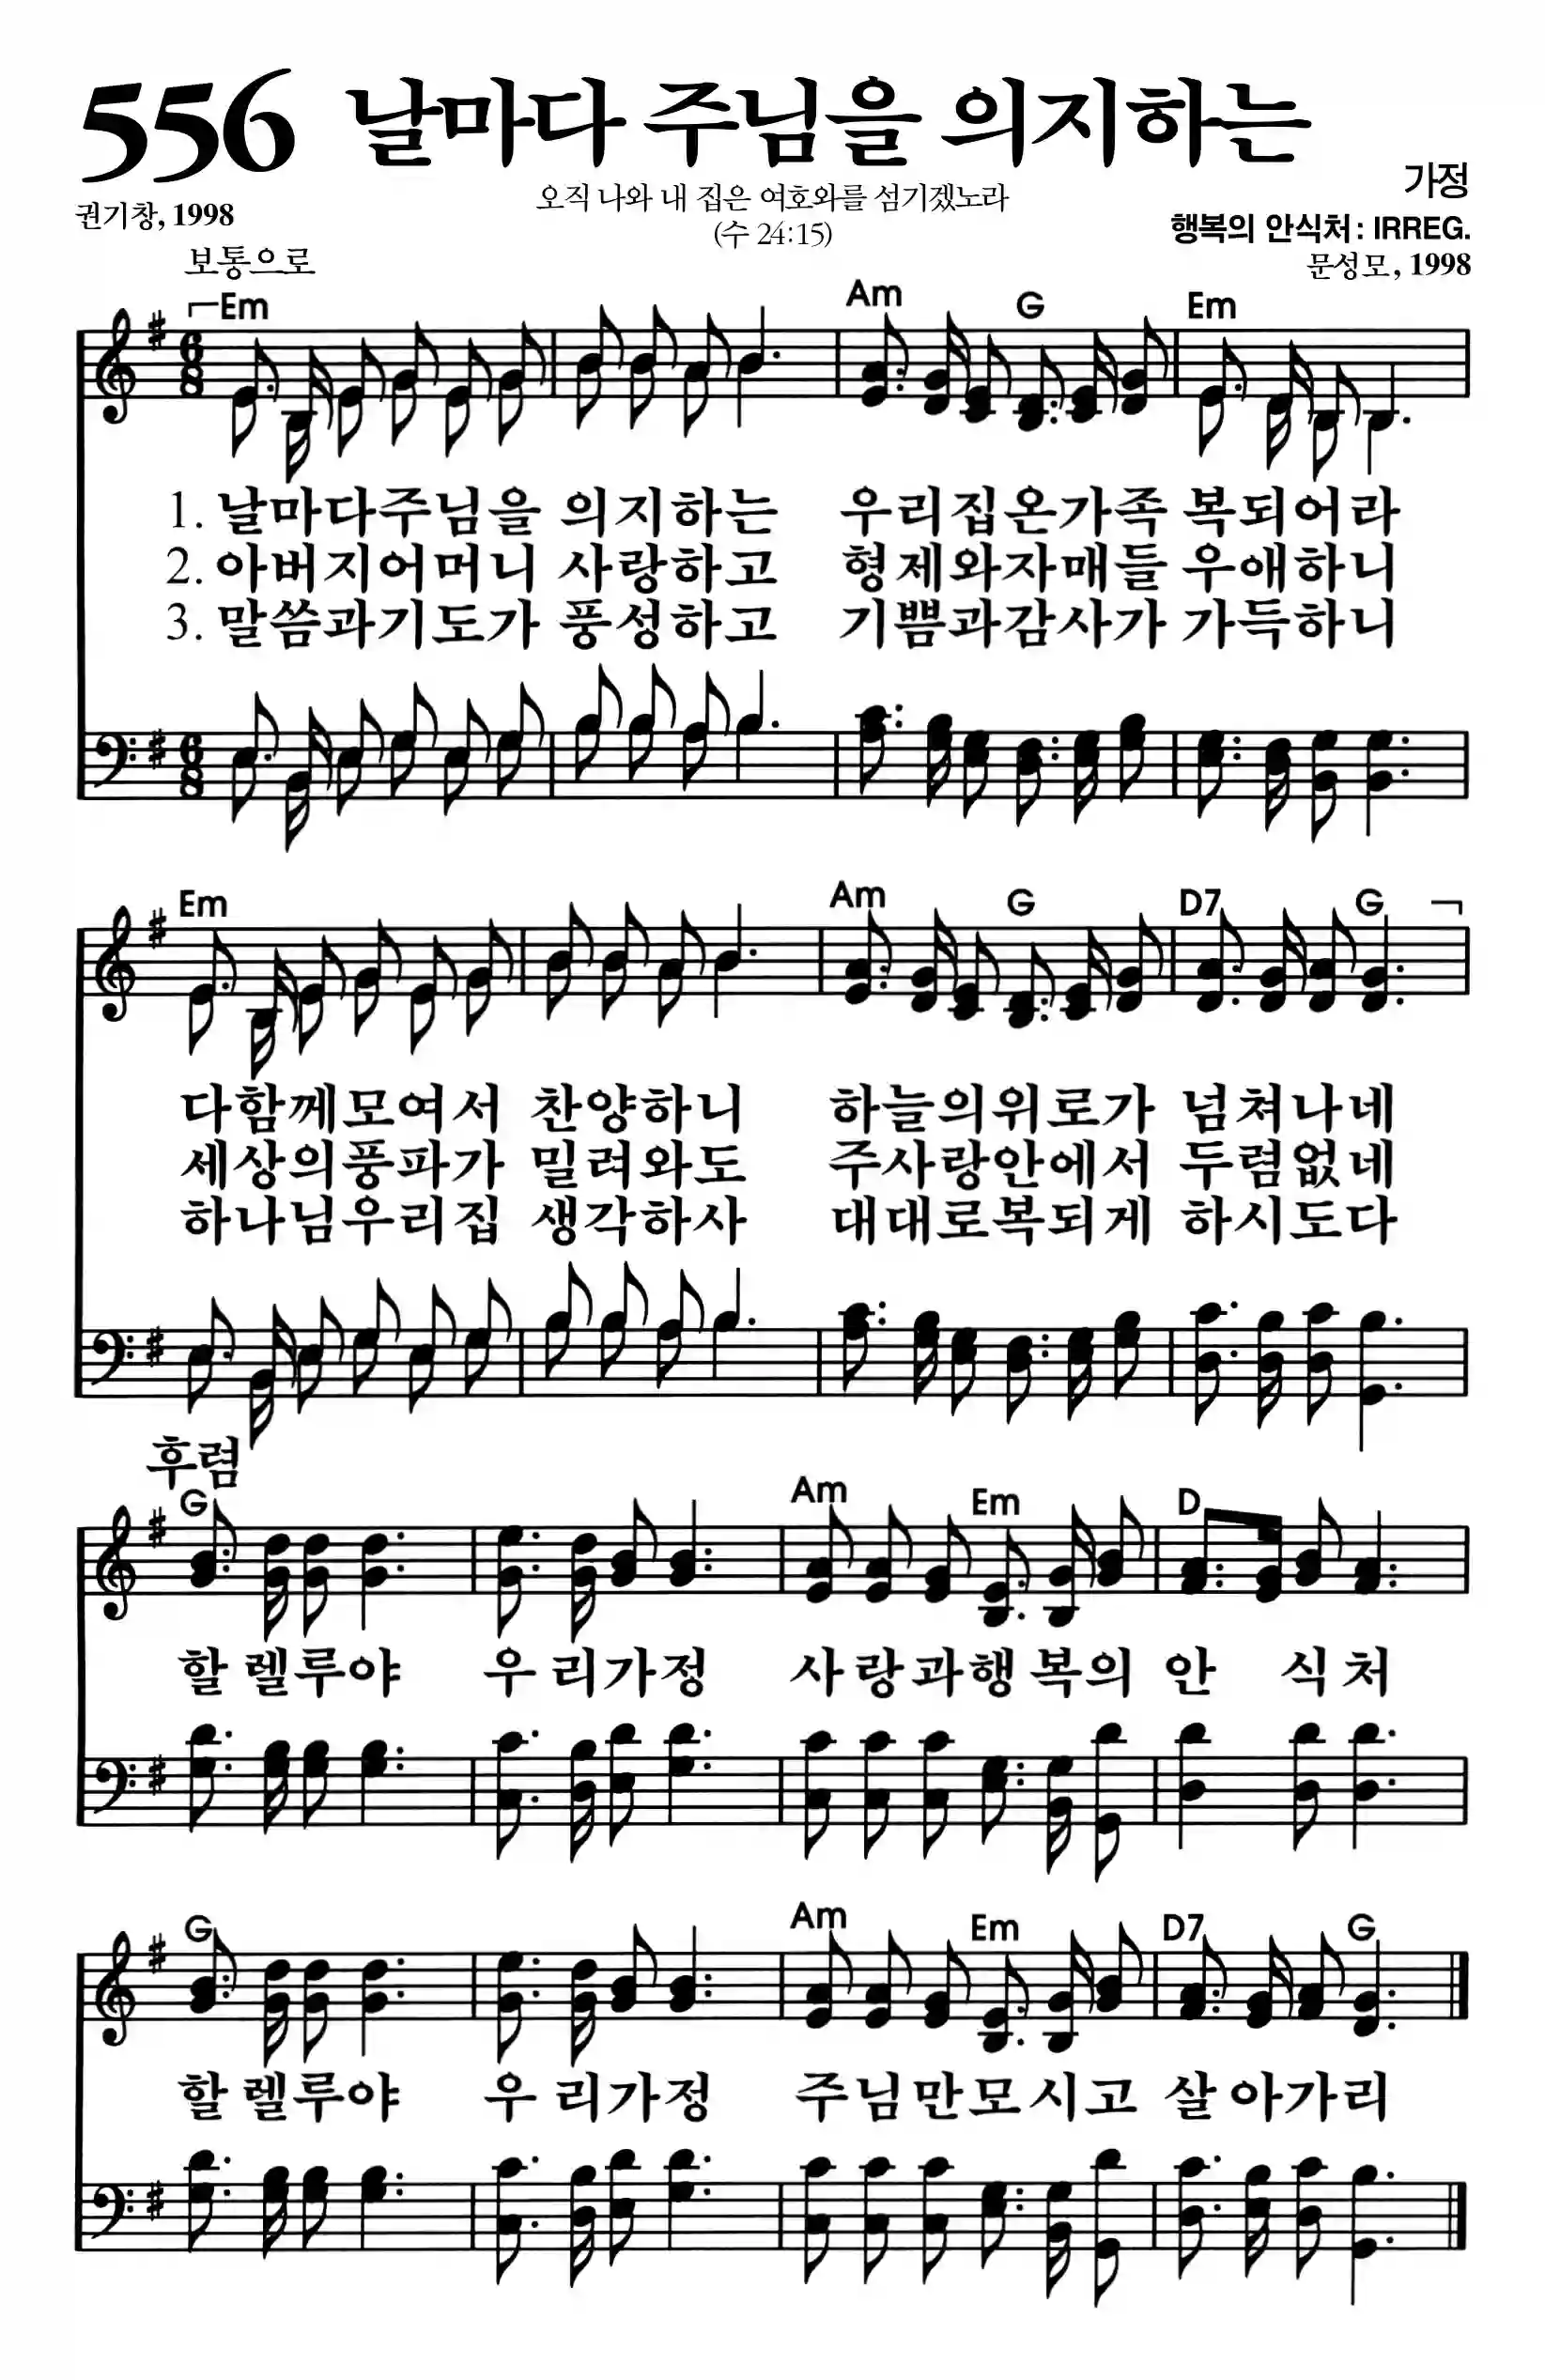 556 날마다 주님을 의지하는
가정
오직 나와 내 집은 여호와를 섬기겠노라
(수 24:15)
권기창, 1998
행복의 안식처: IRREG.
문성모, 1998
보통으로
Em Am G Em
6
8
1. 날마다주님을 의지하는 우리집온가족 복되어라
2. 아버지어머니 사랑하고 형제와자매들 우애하니
3. 말씀과기도가 풍성하고 기쁨과감사가 가득하니
6
8
Em Am G D7 G
다함께모여서 찬양하니 하늘의위로가 넘쳐나네
세상의풍파가 밀려와도 주사랑안에서 두렴없네
하나님우리집 생각하사 대대로복되게 하시도다
후렴
G Am Em D
할렐루야 우리가정 사랑과행복의 안 식처
G Am Em D7 G
할렐루야 우리가정 주님만모시고 살아가리